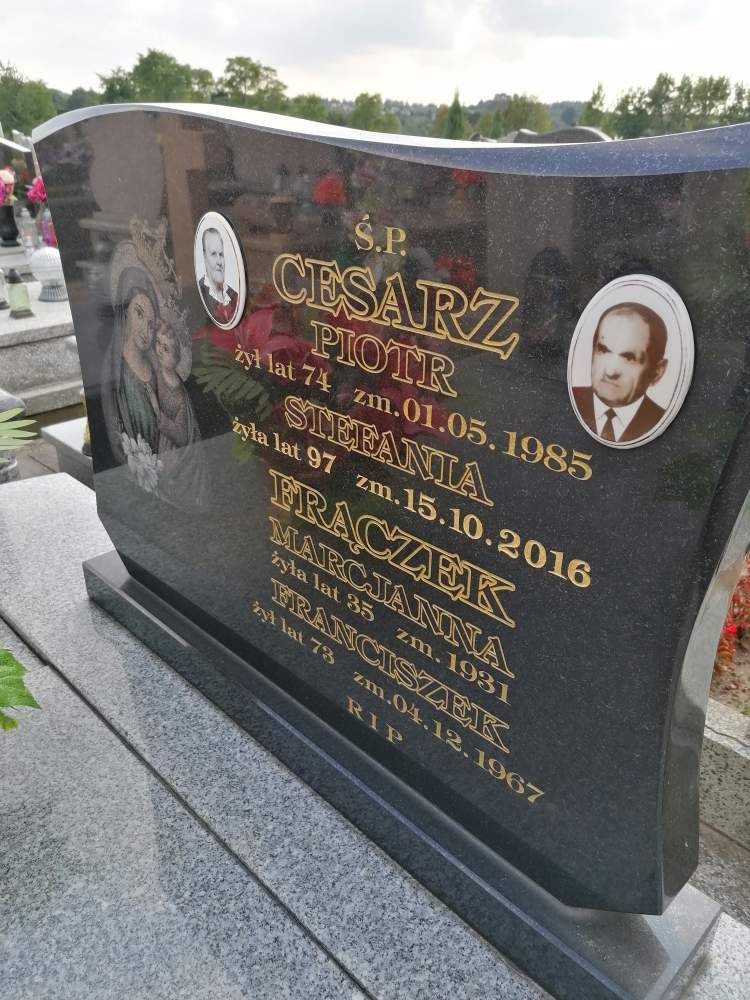 Ś.P.
CESARZ
PIOTR
żył lat 74 zm.01.05.1985
STEFANIA
żyła lat 97 zm.15.10.2016
FRĄCZEK
MARCJANNA
żyła lat 35 zm.1931
FRANCISZEK
żył lat 73 zm.04.12.1967
R I P